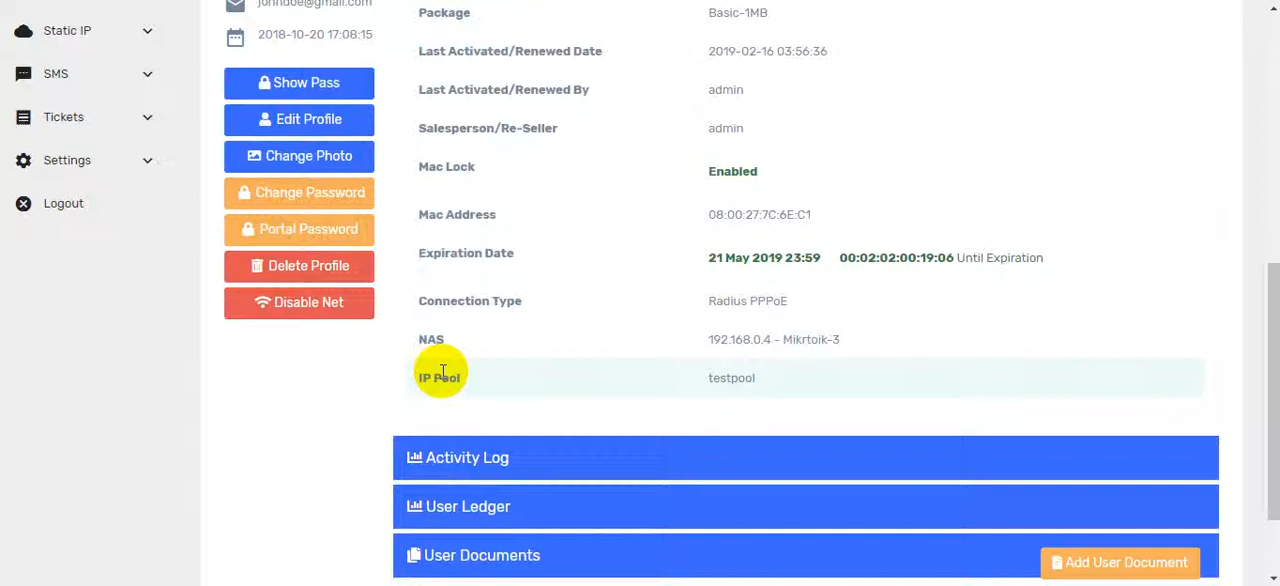 Static IP
SMS
Tickets
Settings
Logout
johndoe@gmail.com
2018-10-20 17:08:15
Show Pass
Edit Profile
Change Photo
Change Password
Portal Password
Delete Profile
Disable Net
Package Basic-1MB
Last Activated/Renewed Date 2019-02-16 03:56:36
Last Activated/Renewed By admin
Salesperson/Re-Seller admin
Mac Lock Enabled
Mac Address 08:00:27:7C:6E:C1
Expiration Date 21 May 2019 23:59 00:02:02:00:19:06 Until Expiration
Connection Type Radius PPPoE
NAS 192.168.0.4 - Mikrtoik-3
IP Pool testpool
Activity Log
User Ledger
User Documents
Add User Document